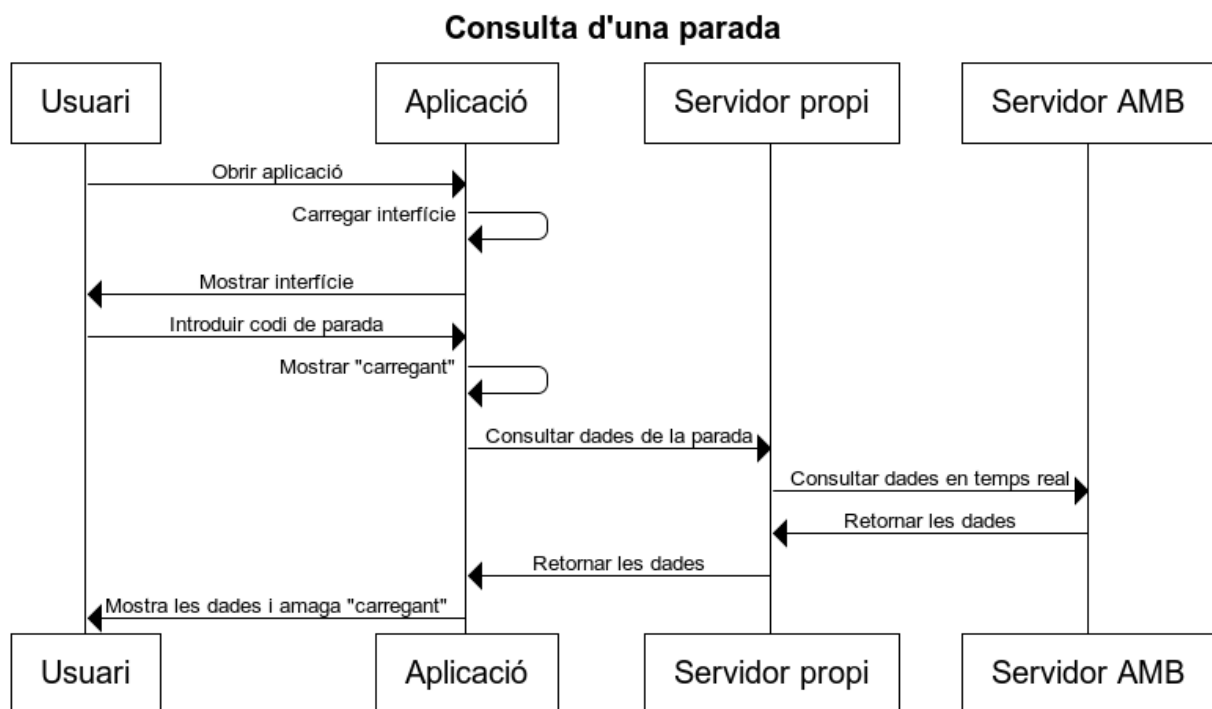 Consulta d'una parada
Usuari
Aplicació
Servidor propi
Servidor AMB
Obrir aplicació
Carregar interfície
Mostrar interfície
Introduir codi de parada
Mostrar "carregant"
Consultar dades de la parada
Consultar dades en temps real
Retornar les dades
Retornar les dades
Mostra les dades i amaga "carregant"
Usuari
Aplicació
Servidor propi
Servidor AMB